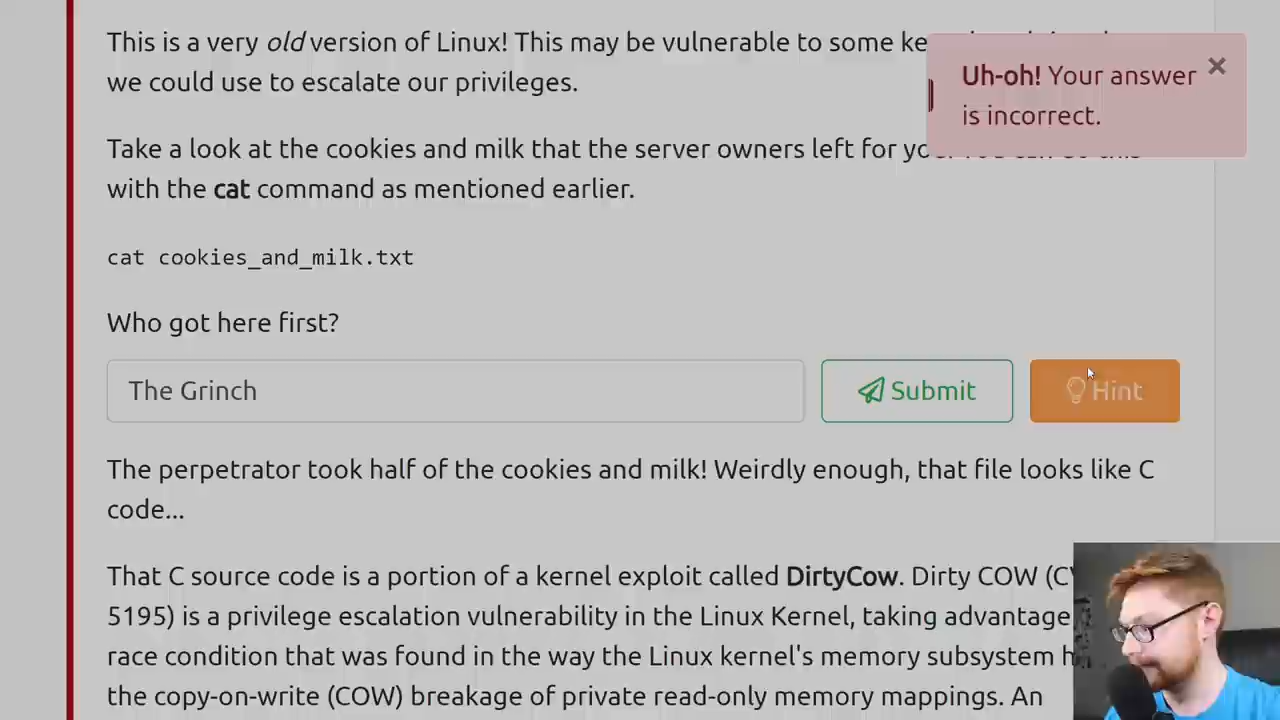 This is a very old version of Linux! This may be vulnerable to some
we could use to escalate our privileges.
Uh-oh! Your answer
is incorrect.
Take a look at the cookies and milk that the server owners left for
with the cat command as mentioned earlier.
cat cookies_and_milk.txt
Who got here first?
The Grinch
Submit
Hint
The perpetrator took half of the cookies and milk! Weirdly enough, that file looks like C
code...
That C source code is a portion of a kernel exploit called DirtyCow. Dirty COW
5195) is a privilege escalation vulnerability in the Linux Kernel, taking advantage
race condition that was found in the way the Linux kernel's memory subsystem
the copy-on-write (COW) breakage of private read-only memory mappings. An